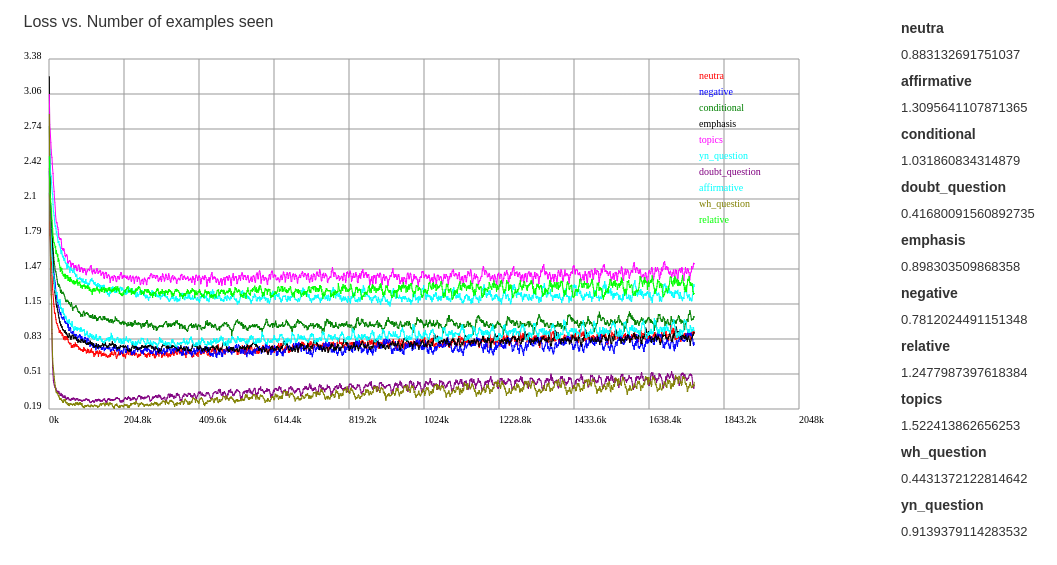 Loss vs. Number of examples seen
3.38
3.06
2.74
2.42
2.1
1.79
1.47
1.15
0.83
0.51
0.19
0k
204.8k
409.6k
614.4k
819.2k
1024k
1228.8k
1433.6k
1638.4k
1843.2k
2048k
neutra
negative
conditional
emphasis
topics
yn_question
doubt_question
affirmative
wh_question
relative
neutra
0.883132691751037
affirmative
1.3095641107871365
conditional
1.031860834314879
doubt_question
0.41680091560892735
emphasis
0.898303509868358
negative
0.7812024491151348
relative
1.2477987397618384
topics
1.522413862656253
wh_question
0.4431372122814642
yn_question
0.9139379114283532